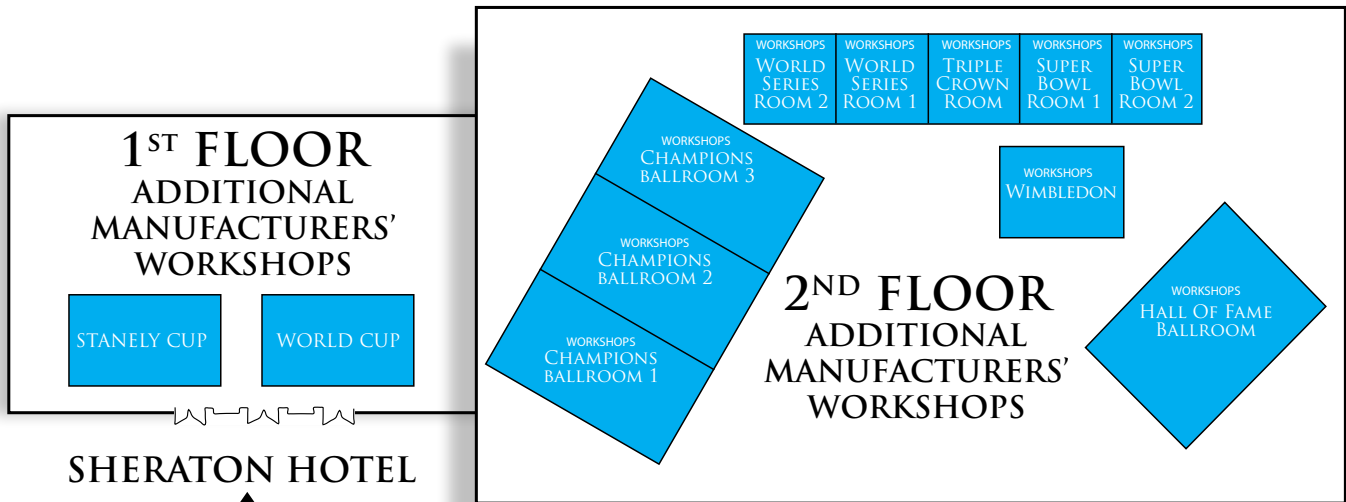 1ST FLOOR
ADDITIONAL
MANUFACTURERS'
WORKSHOPS
STANELY CUP
WORLD CUP
SHERATON HOTEL
WORKSHOPS
WORLD
SERIES
ROOM 2
WORKSHOPS
WORLD
SERIES
ROOM 1
WORKSHOPS
TRIPLE
CROWN
ROOM
WORKSHOPS
SUPER
BOWL
ROOM 1
WORKSHOPS
SUPER
BOWL
ROOM 2
WORKSHOPS
CHAMPIONS
BALLROOM 3
WORKSHOPS
CHAMPIONS
BALLROOM 2
WORKSHOPS
CHAMPIONS
BALLROOM 1
WORKSHOPS
WIMBLEDON
2ND FLOOR
ADDITIONAL
MANUFACTURERS'
WORKSHOPS
WORKSHOPS
HALL OF FAME
BALLROOM